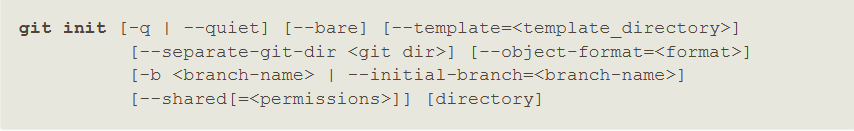 git init [-q | --quiet] [--bare] [--template=<template_directory>]
[--separate-git-dir <git dir>] [--object-format=<format>]
[-b <branch-name> | --initial-branch=<branch-name>]
[--shared[=<permissions>]] [directory]